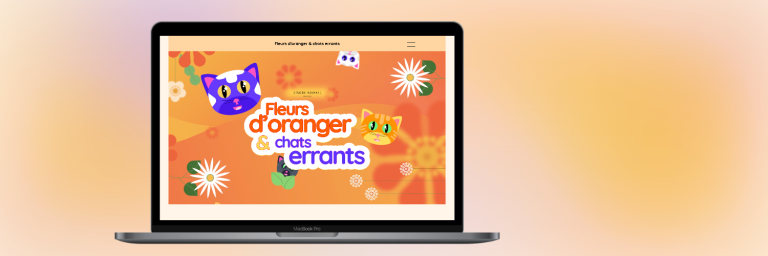 Fleurs d'oranger & chats errants
Fleurs
d'oranger
& chats
errants
MacBook Pro